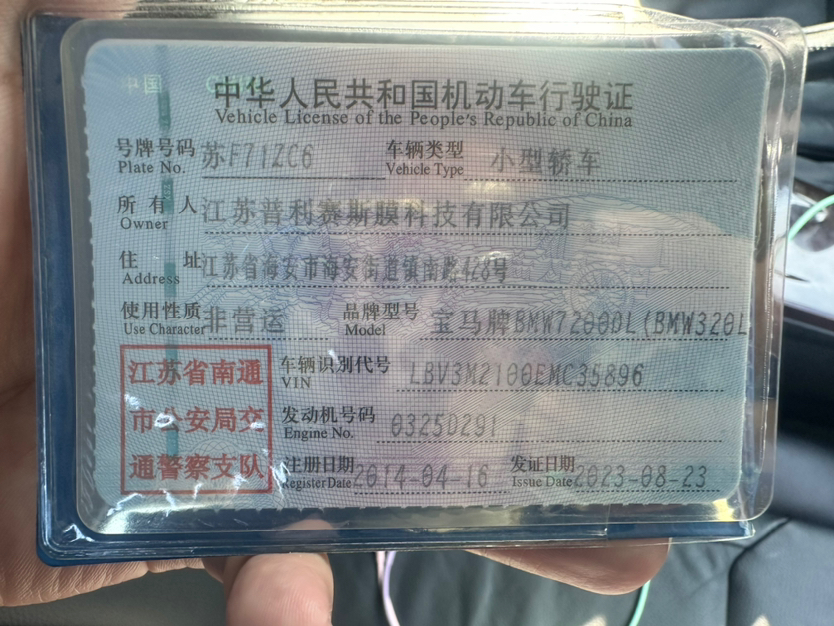 中华人民共和国机动车行驶证
Vehicle License of the People's Republic of China
号牌号码 苏F71ZC6 车辆类型 小型轿车
Plate No. Vehicle Type
所有人 江苏普利赛斯膜科技有限公司
Owner
住址 江苏省海安市海安街道镇南路428号
Address
使用性质 非营运 品牌型号 宝马牌BMW7200DL(BMW320L
Use Character Model
江苏省南通
市公安局交
通警察支队
车辆识别代号 LBV3M2100EMC35896
VIN
发动机号码 0325D291
Engine No.
注册日期 2014-04-16 发证日期 2023-08-23
Register Date Issue Date